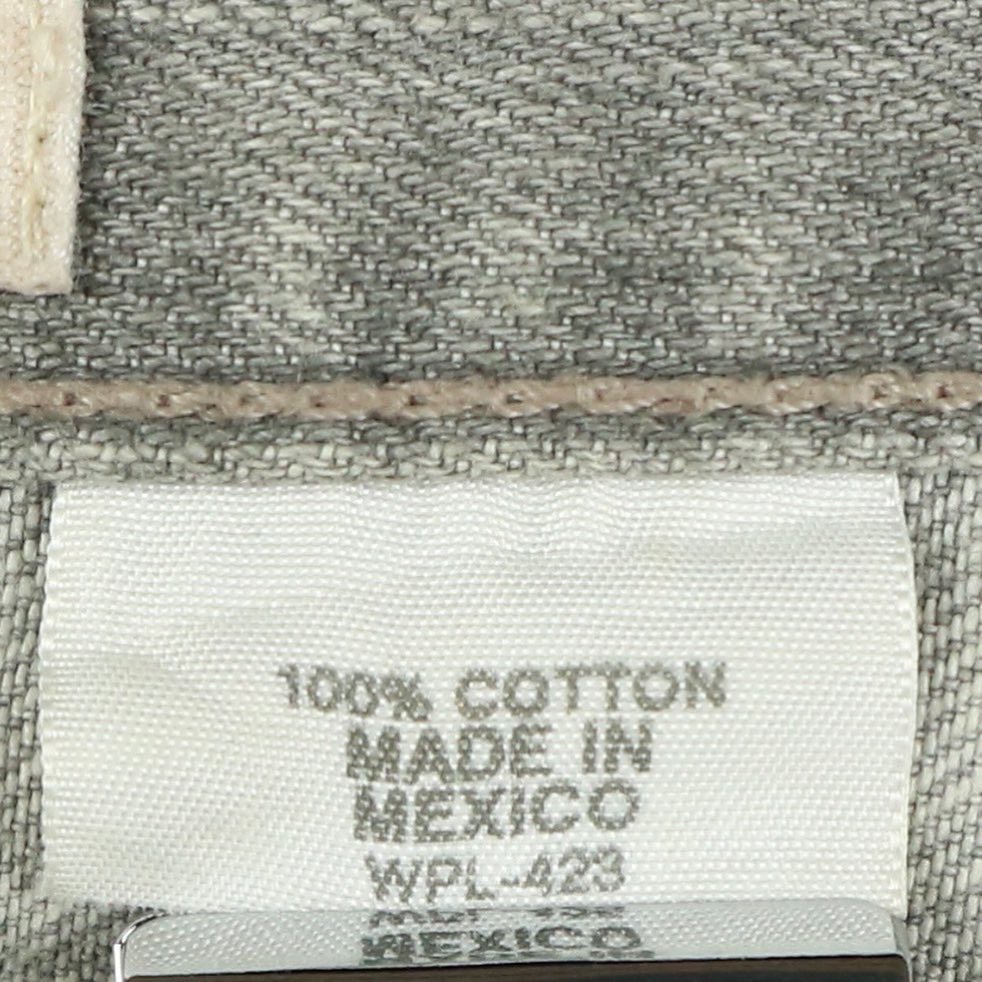 100% COTTON
MADE IN
MEXICO
WPL-423